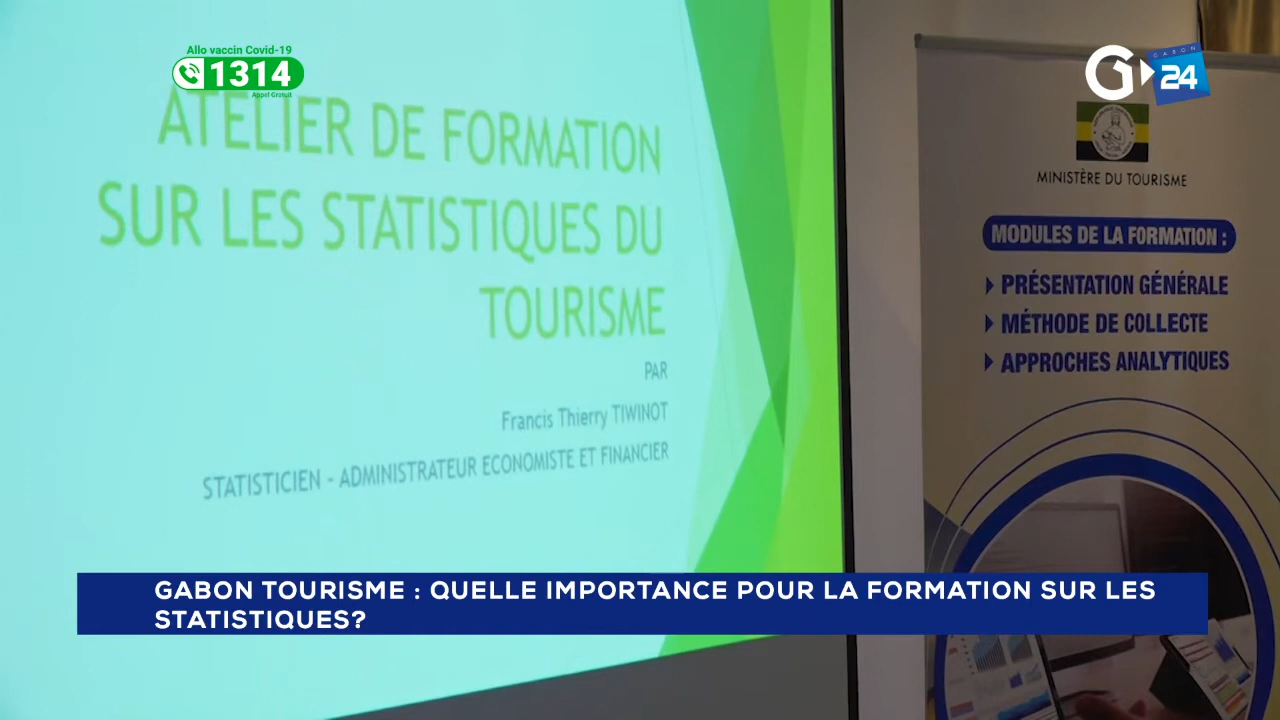 Allo vaccin Covid-19
1314
Appel Gratuit
ATELIER DE FORMATION
SUR LES STATISTIQUES DU
TOURISME
PAR
Francis Thierry TIWINOT
STATISTICIEN - ADMINISTRATEUR ECONOMISTE ET FINANCIER
G
GABON
24
MINISTÈRE DU TOURISME
MODULES DE LA FORMATION :
PRÉSENTATION GÉNÉRALE
MÉTHODE DE COLLECTE
APPROCHES ANALYTIQUES
GABON TOURISME : QUELLE IMPORTANCE POUR LA FORMATION SUR LES
STATISTIQUES?